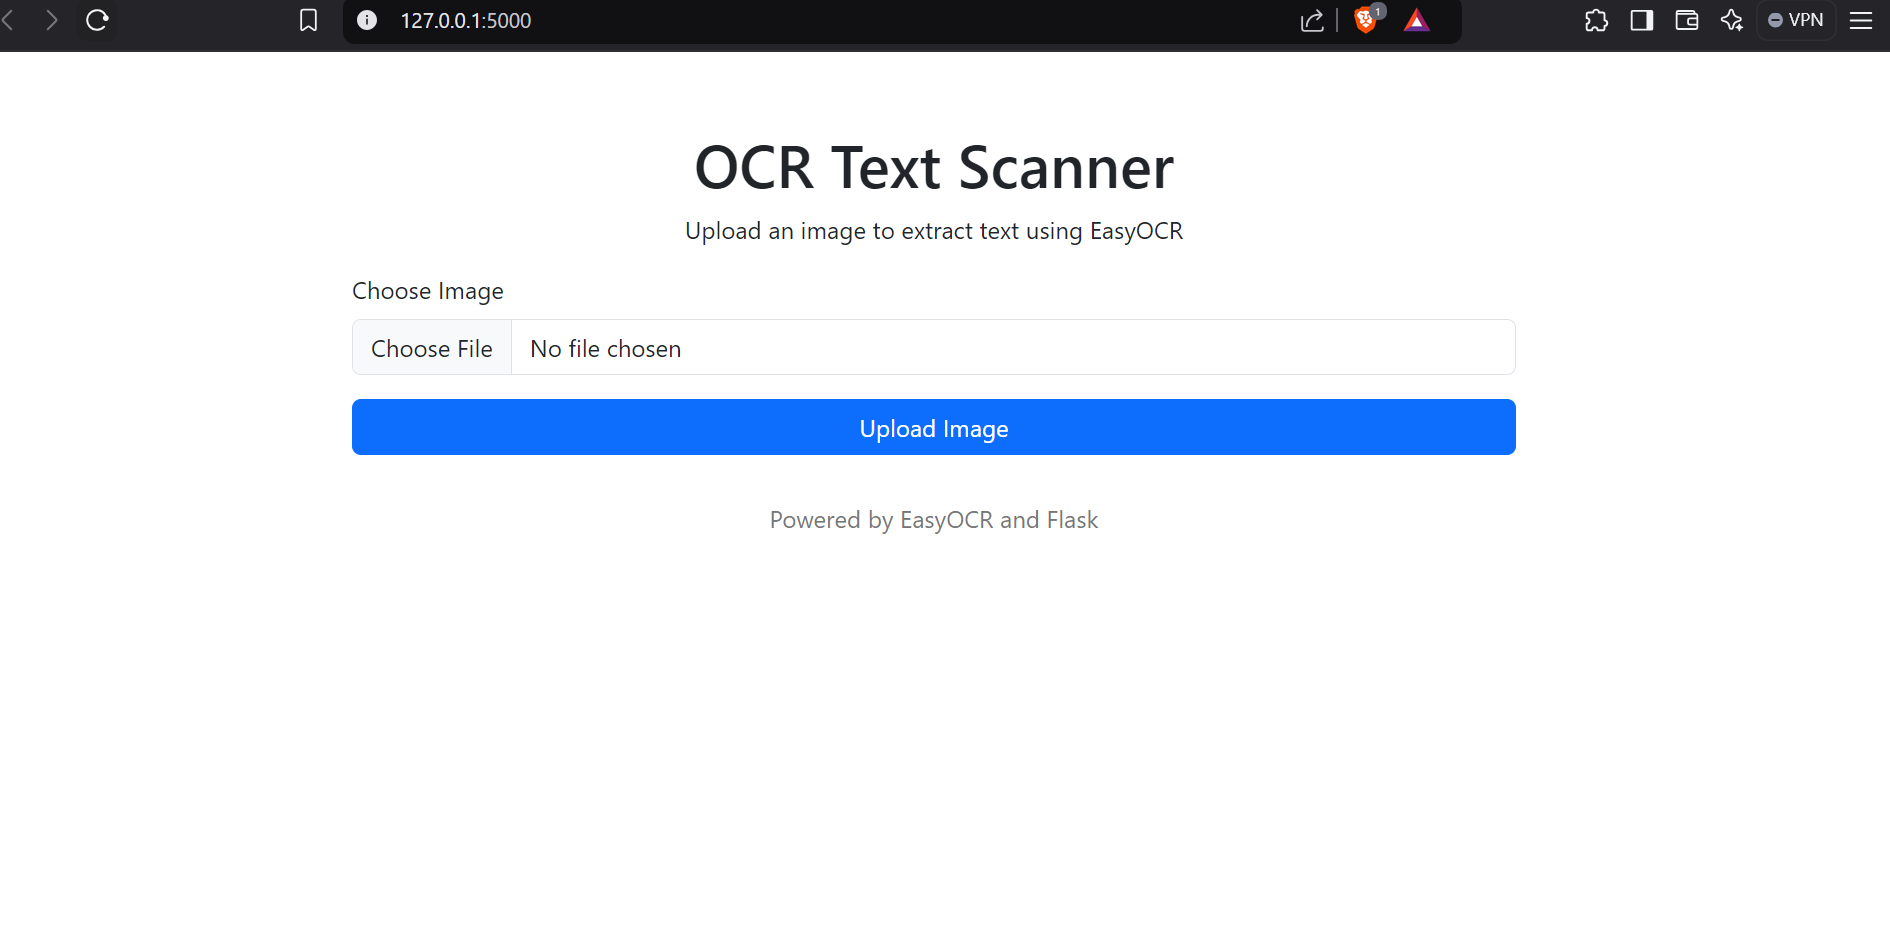 127.0.0.1:5000
1
VPN
OCR Text Scanner
Upload an image to extract text using EasyOCR
Choose Image
Choose File No file chosen
Upload Image
Powered by EasyOCR and Flask